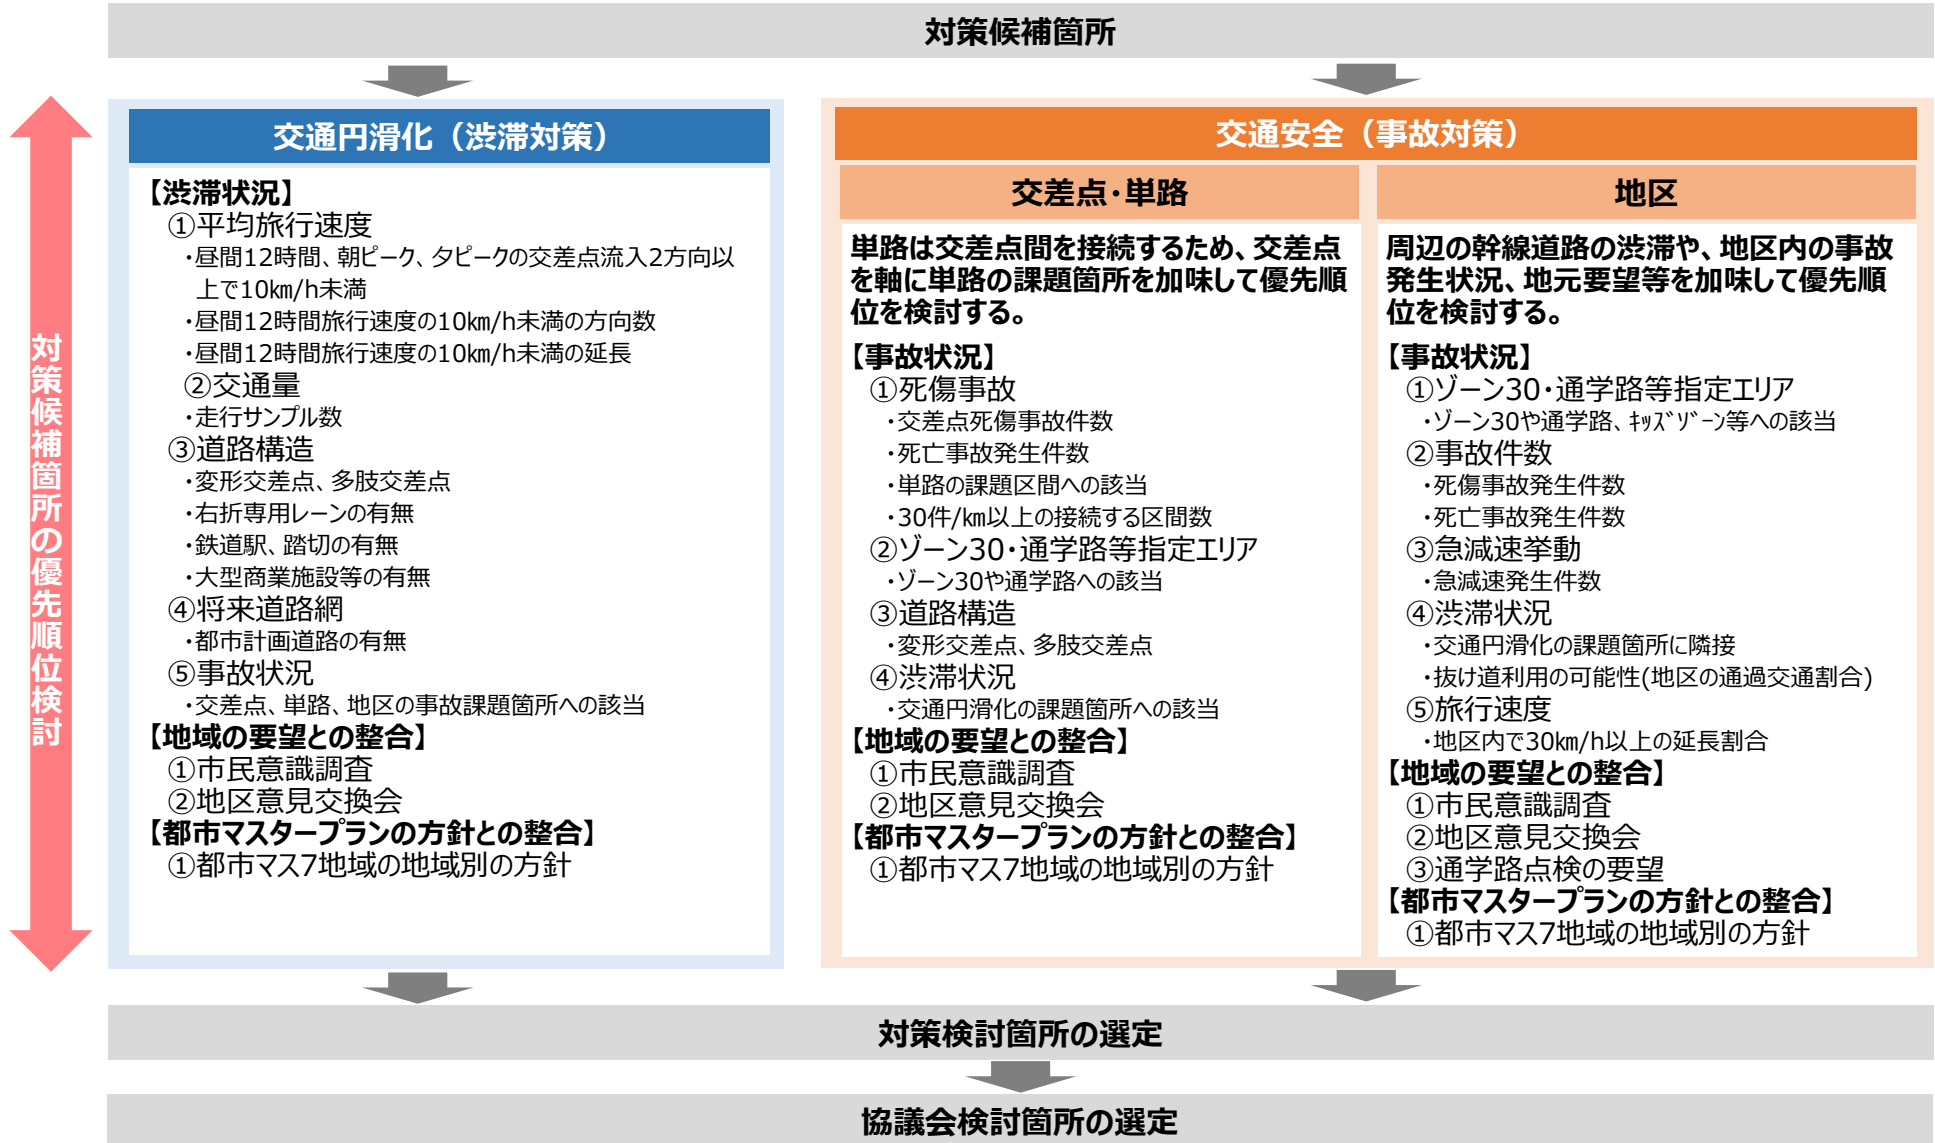 対策候補箇所
対策候補箇所の優先順位検討
交通円滑化（渋滞対策）
【渋滞状況】
①平均旅行速度
・昼間12時間、朝ピーク、夕ピークの交差点流入2方向以
上で10㎞/h未満
・昼間12時間旅行速度の10㎞/h未満の方向数
・昼間12時間旅行速度の10㎞/h未満の延長
②交通量
・走行サンプル数
③道路構造
・変形交差点、多肢交差点
・右折専用レーンの有無
・鉄道駅、踏切の有無
・大型商業施設等の有無
④将来道路網
・都市計画道路の有無
⑤事故状況
・交差点、単路、地区の事故課題箇所への該当
【地域の要望との整合】
①市民意識調査
②地区意見交換会
【都市マスタープランの方針との整合】
①都市マス7地域の地域別の方針
交通安全（事故対策）
交差点・単路
単路は交差点間を接続するため、交差点
を軸に単路の課題箇所を加味して優先順
位を検討する。
【事故状況】
①死傷事故
・交差点死傷事故件数
・死亡事故発生件数
・単路の課題区間への該当
・30件/㎞以上の接続する区間数
②ゾーン30・通学路等指定エリア
・ゾーン30や通学路への該当
③道路構造
・変形交差点、多肢交差点
④渋滞状況
・交通円滑化の課題箇所への該当
【地域の要望との整合】
①市民意識調査
②地区意見交換会
【都市マスタープランの方針との整合】
①都市マス7地域の地域別の方針
地区
周辺の幹線道路の渋滞や、地区内の事故
発生状況、地元要望等を加味して優先順
位を検討する。
【事故状況】
①ゾーン30・通学路等指定エリア
・ゾーン30や通学路、ｷｯｽﾞｿﾞｰﾝ等への該当
②事故件数
・死傷事故発生件数
・死亡事故発生件数
③急減速挙動
・急減速発生件数
④渋滞状況
・交通円滑化の課題箇所に隣接
・抜け道利用の可能性(地区の通過交通割合)
⑤旅行速度
・地区内で30㎞/h以上の延長割合
【地域の要望との整合】
①市民意識調査
②地区意見交換会
③通学路点検の要望
【都市マスタープランの方針との整合】
①都市マス7地域の地域別の方針
対策検討箇所の選定
協議会検討箇所の選定